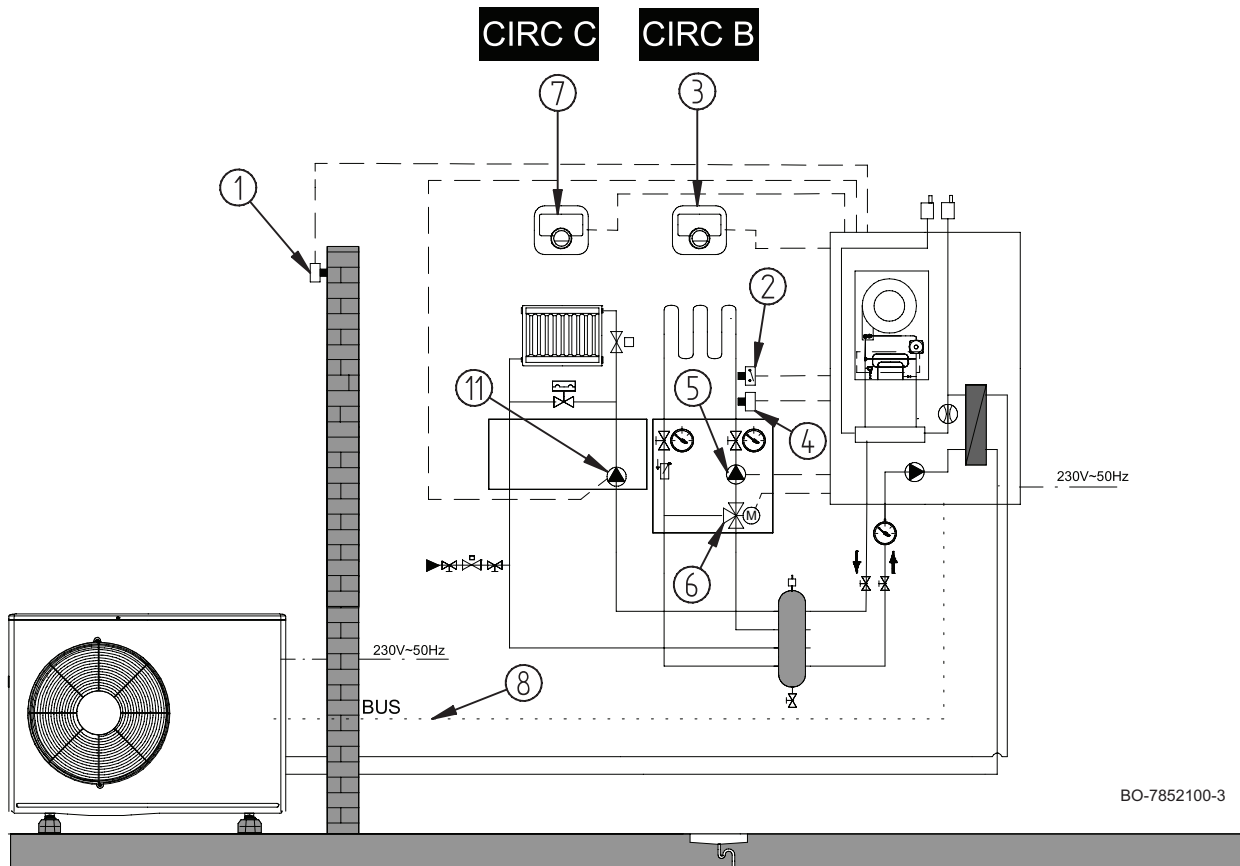 CIRC C CIRC B
7 3
1
2
11 5
4
M
230V~50Hz
6
230V~50Hz
8
BUS
BO-7852100-3